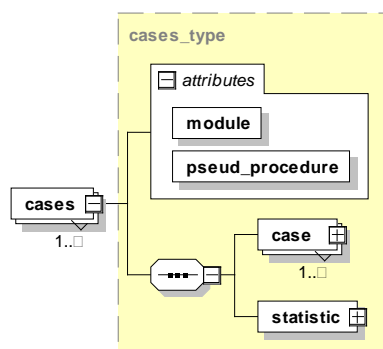 cases_type
attributes
module
pseud_procedure
cases
1..□
case
1..□
statistic